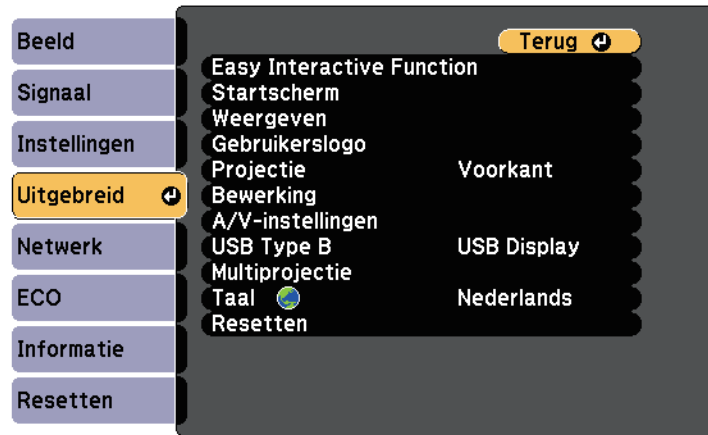 Beeld
Signaal
Instellingen
Uitgebreid
Netwerk
ECO
Informatie
Resetten
Terug
Easy Interactive Function
Startscherm
Weergeven
Gebruikerslogo
Projectie Voorkant
Bewerking
A/V-instellingen
USB Type B USB Display
Multiprojectie
Taal Nederlands
Resetten